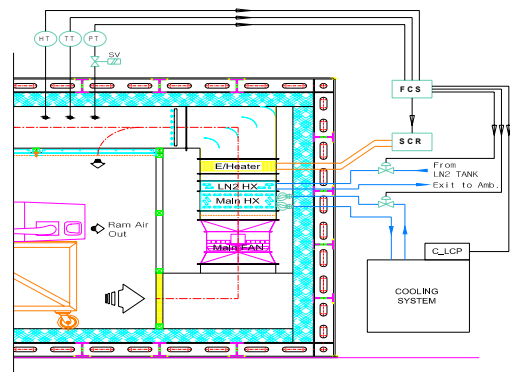 HT TT PT
SV
FCS
SCR
E/Heater
From
LN2 TANK
LN2 HX
Exit to Amb.
Main HX
Ram Air
Out
Main FAN
C_LCP
COOLING
SYSTEM